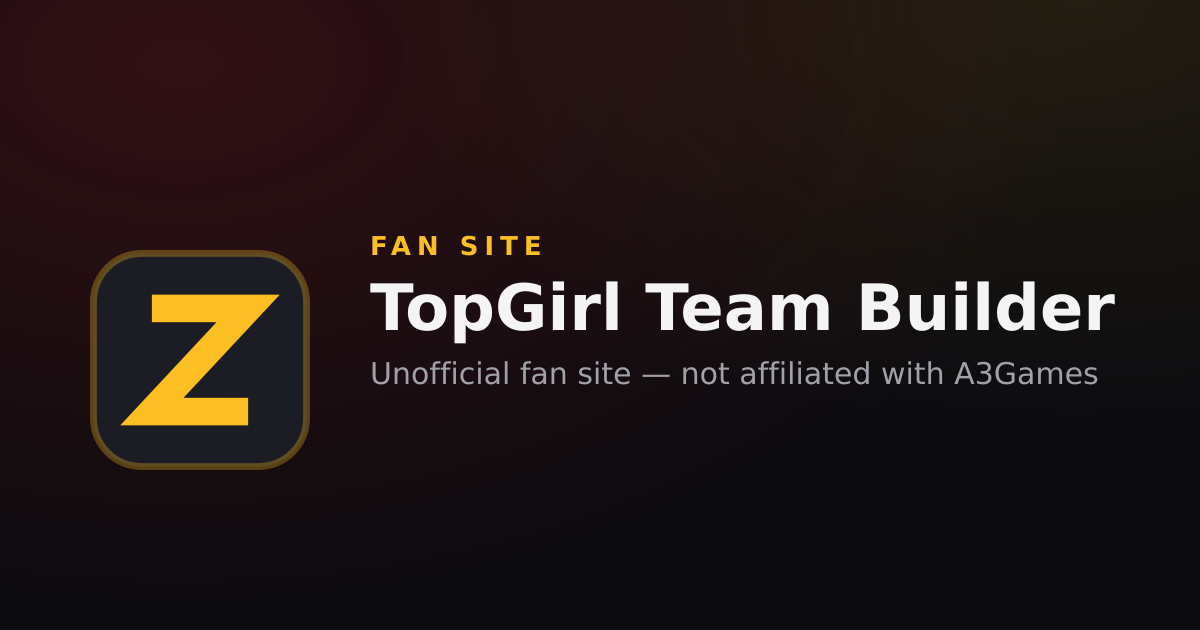 FAN SITE
TopGirl Team Builder
Unofficial fan site — not affiliated with A3Games
Z